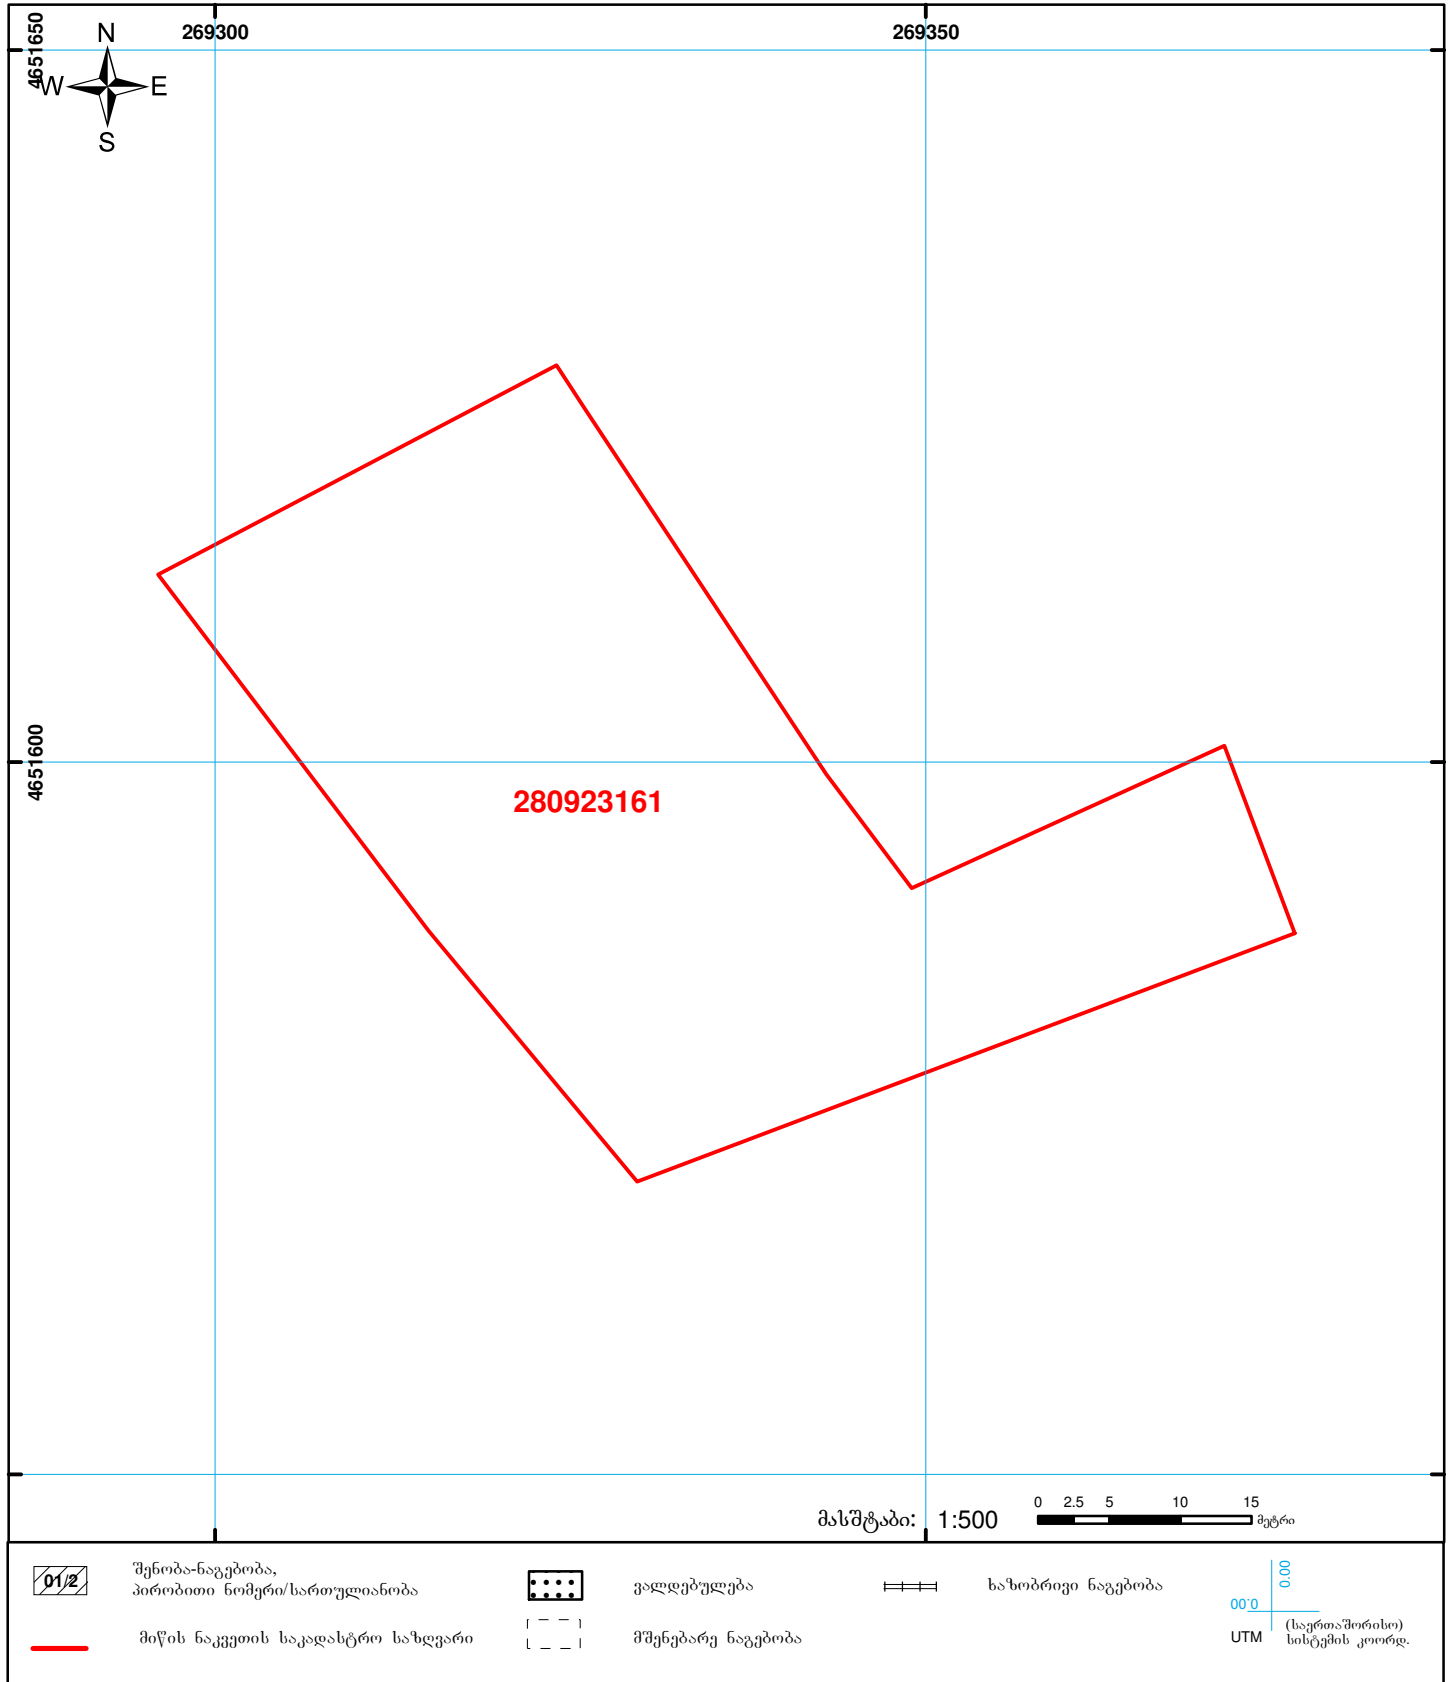 269300
269350
4651650
N
W
E
S
4651600
280923161
მასშტაბი: 1:500
0 2.5 5 10 15
მეტრი
01/2
შენობა-ნაგებობა,
პირობითი ნომერი/სართულიანობა
ვალდებულება
ხაზობრივი ნაგებობა
მიწის ნაკვეთის საკადასტრო საზღვარი
მშენებარე ნაგებობა
0.00
0.00
UTM
(საერთაშორისო)
სისტემის კოორდ.